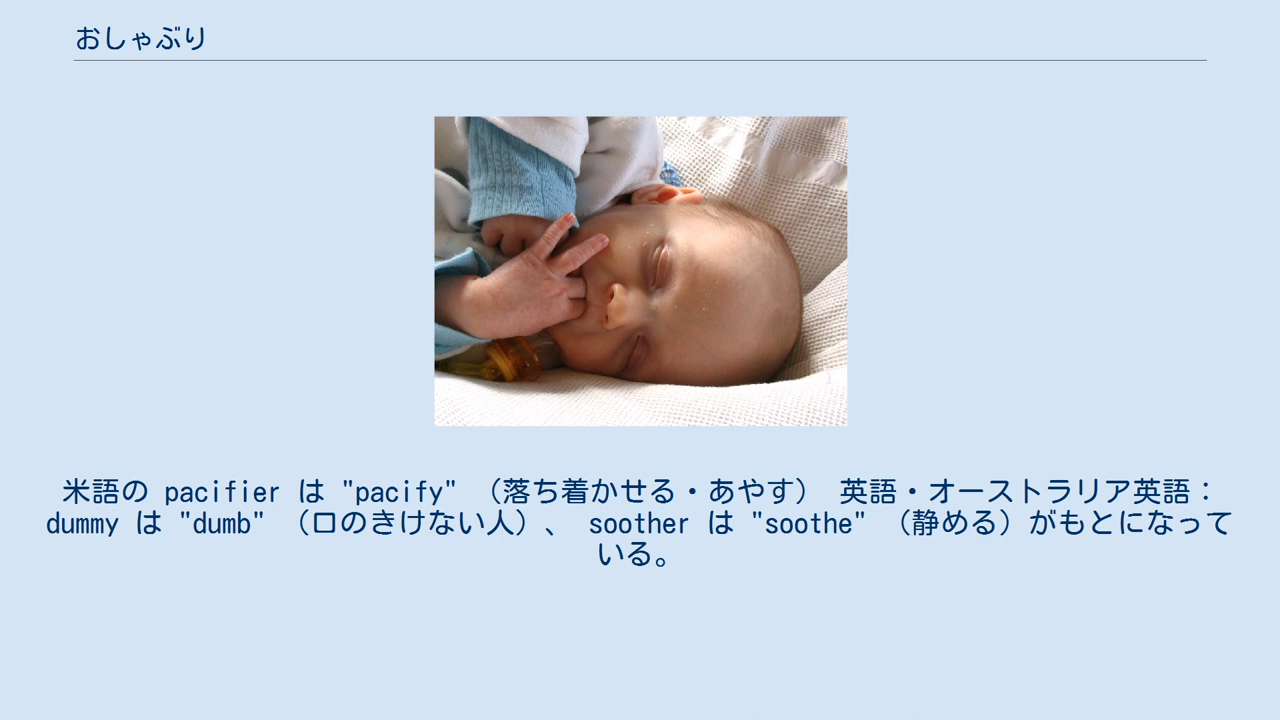 おしゃぶり
米語の pacifier は "pacify" （落ち着かせる・あやす） 英語・オーストラリア英語：
dummy は "dumb" （口のきけない人）、 soother は "soothe" （静める）がもとになって
いる。